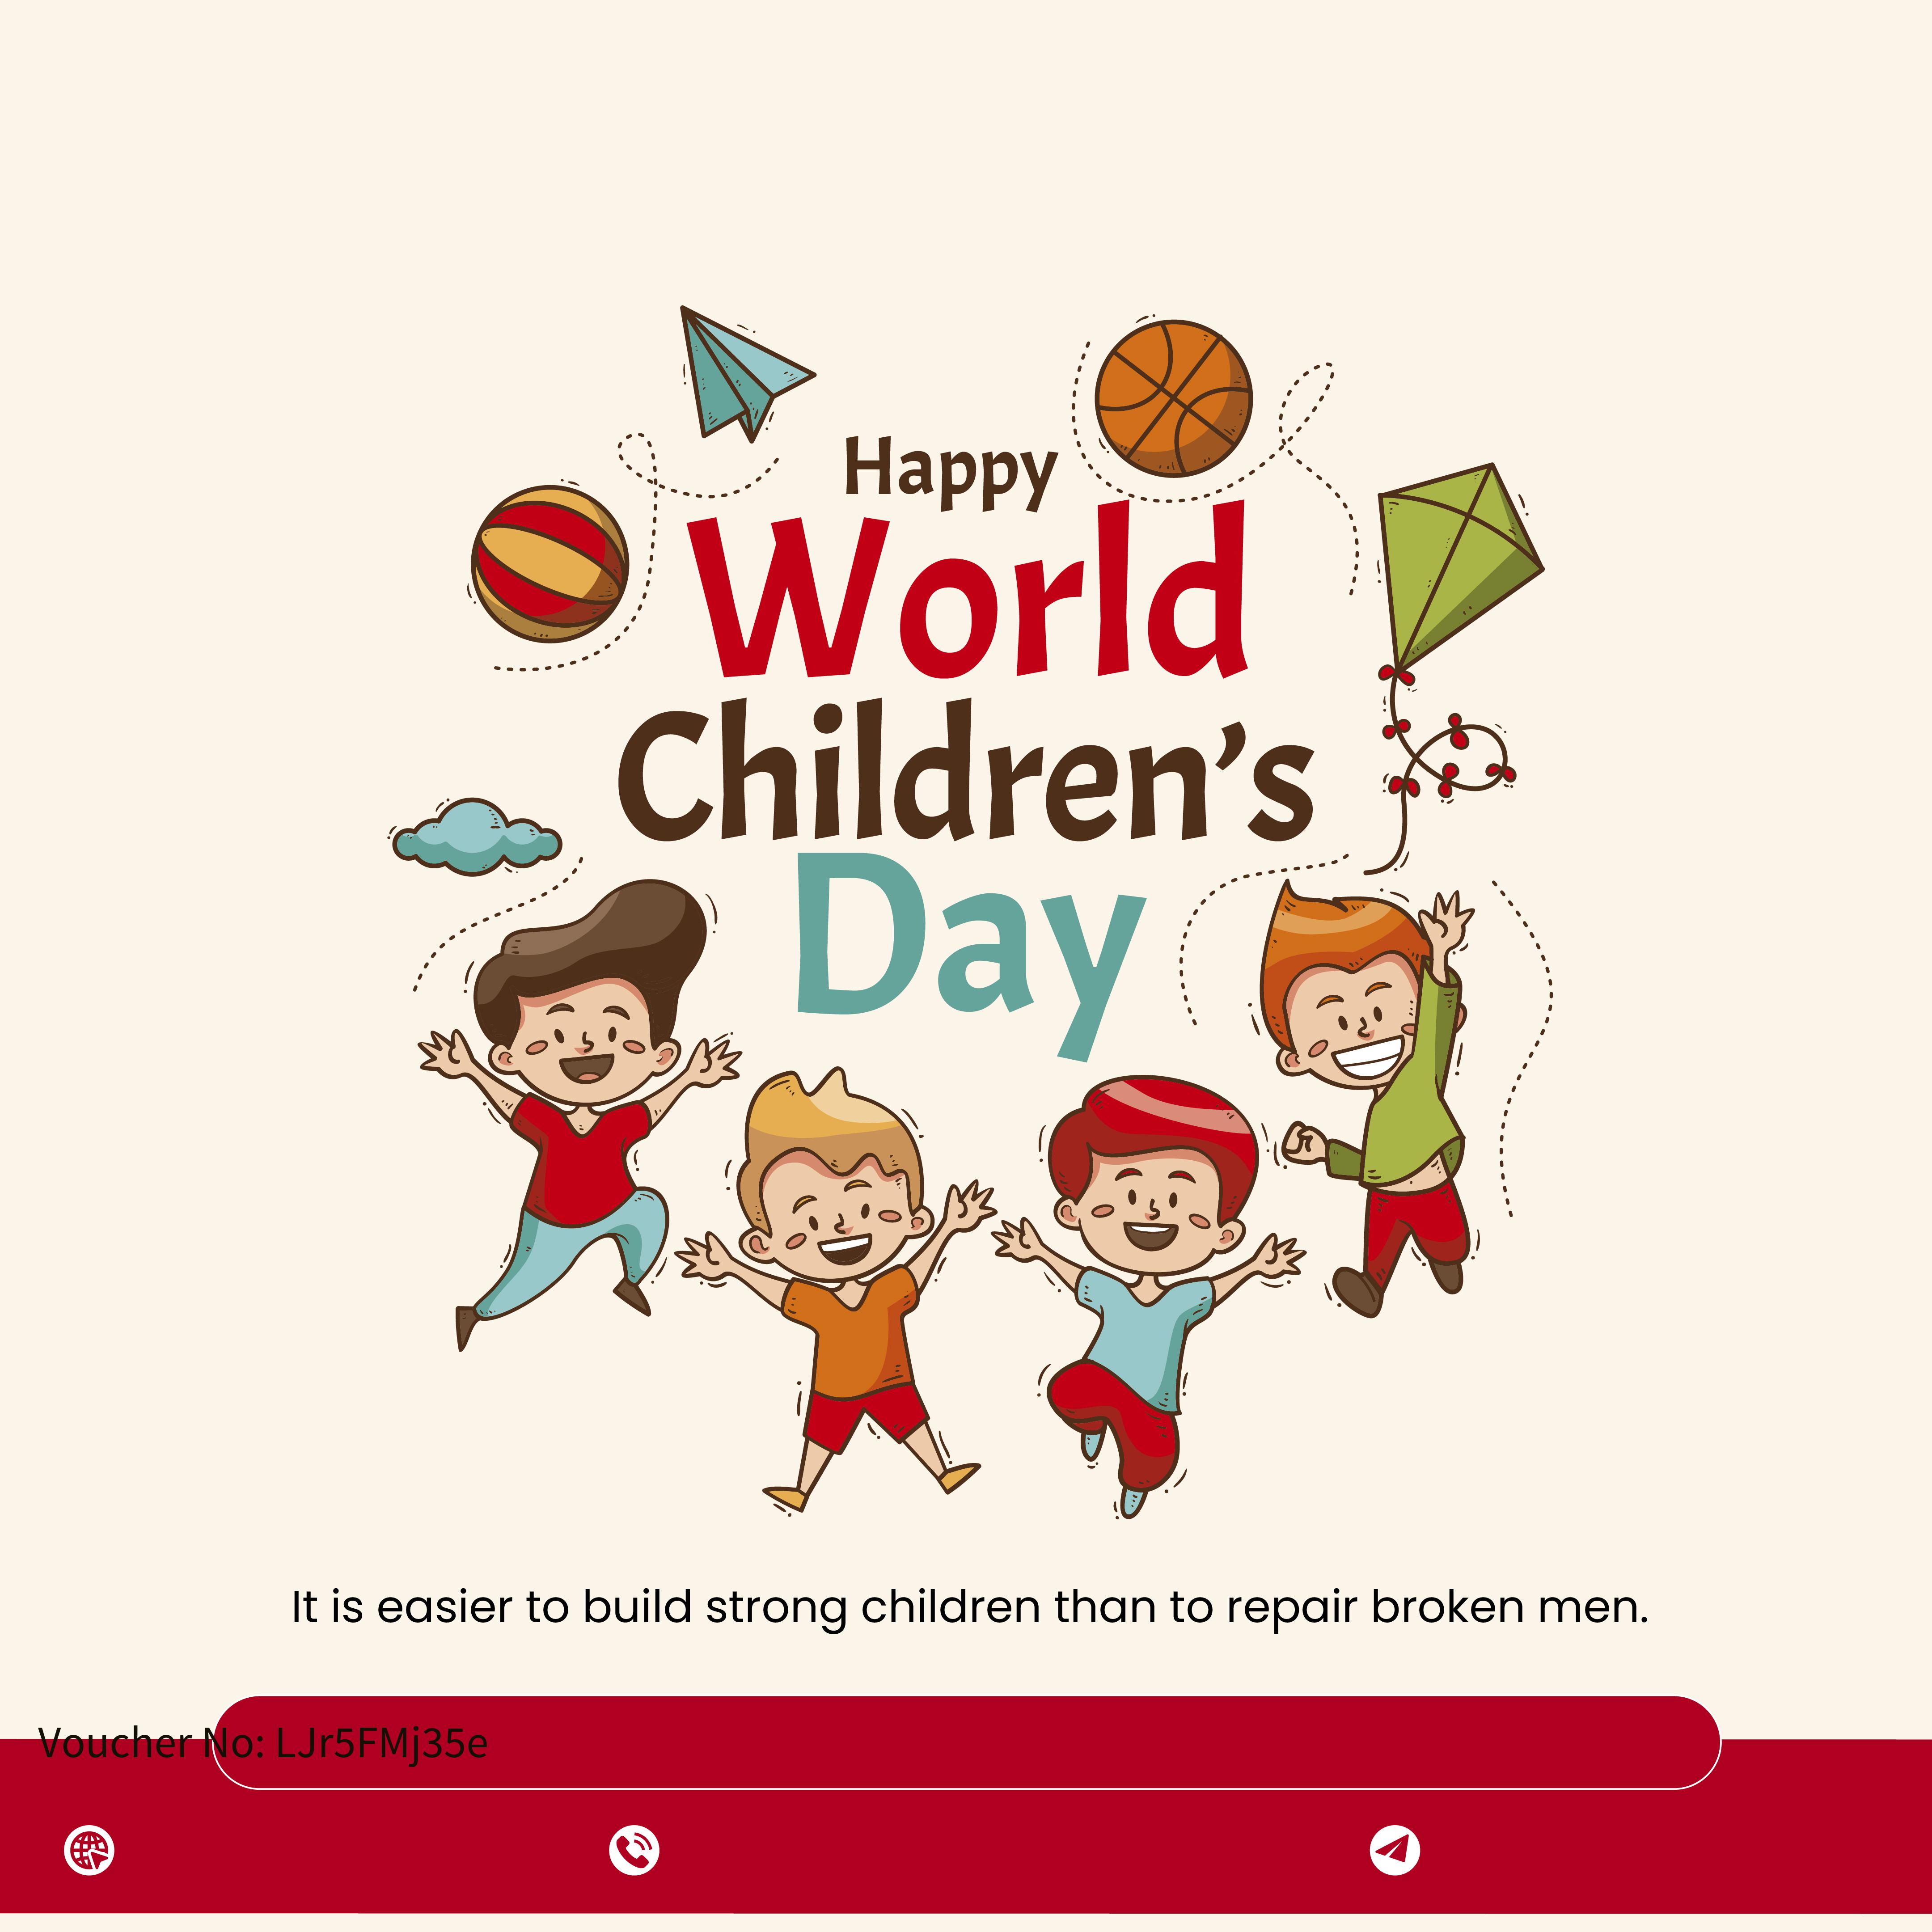 Happy
World
Children’s
Day
It is easier to build strong children than to repair broken men.
Voucher No: LJr5FMj35e